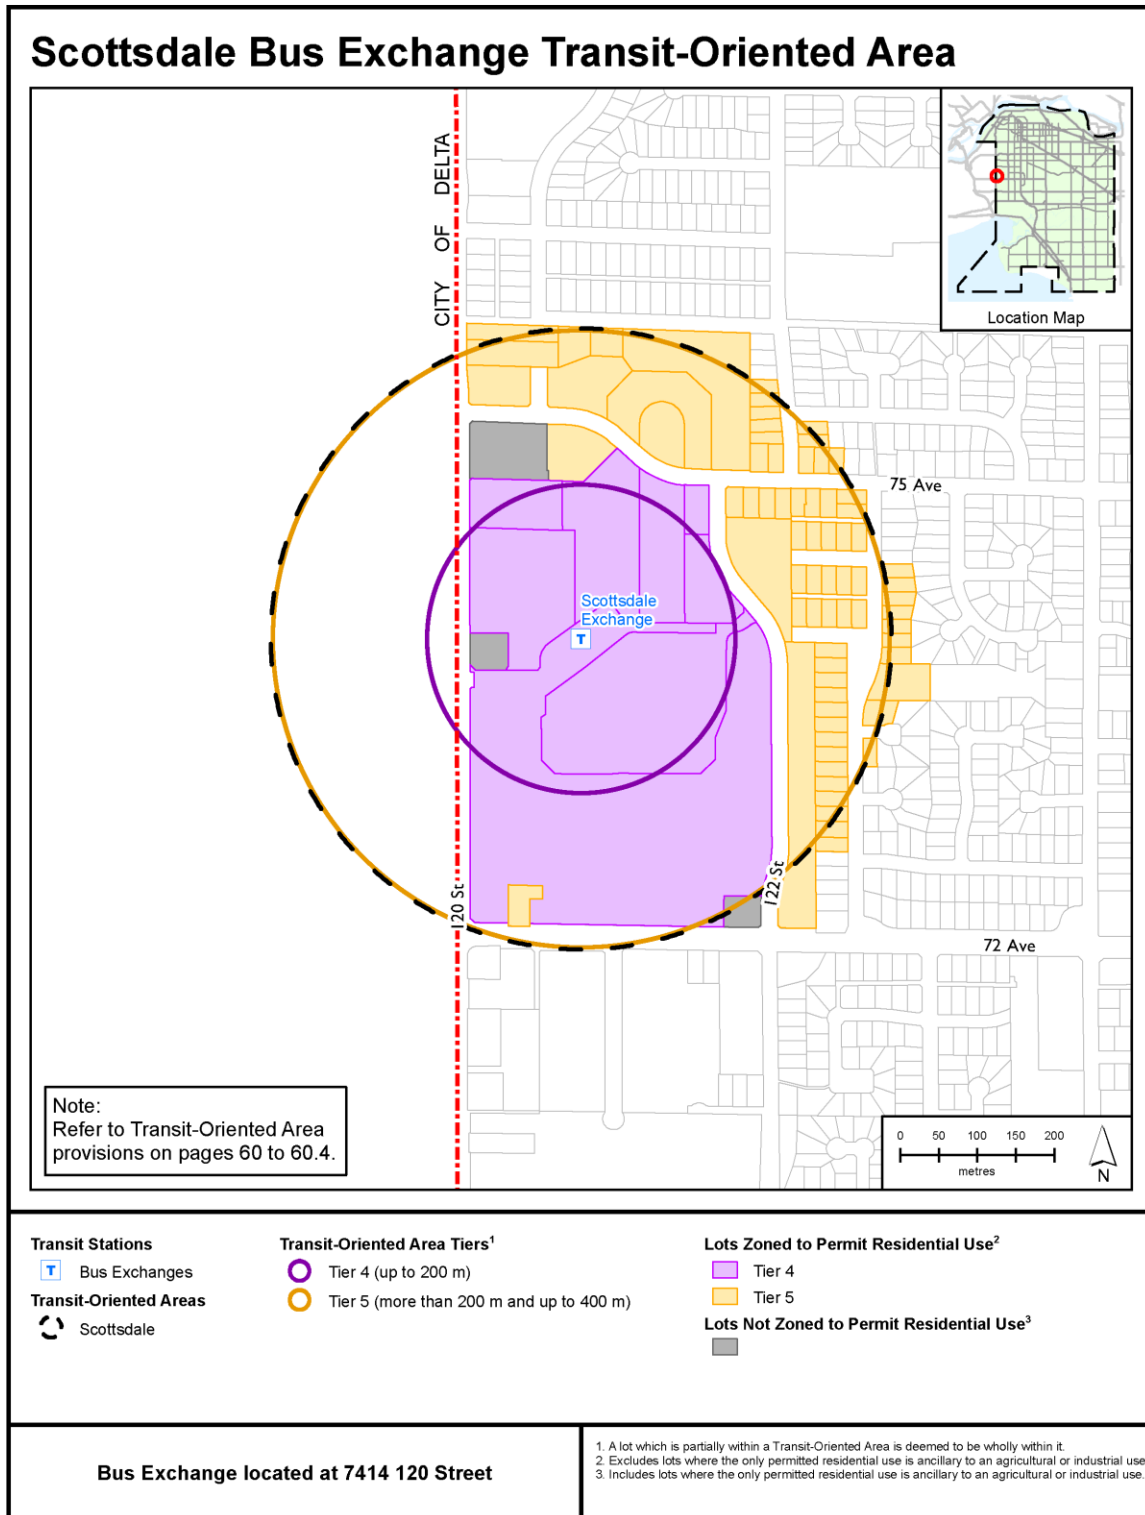 Scottsdale Bus Exchange Transit-Oriented Area
CITY OF DELTA
Location Map
75 Ave
Scottsdale
Exchange
T
120 St
122 St
72 Ave
Note:
Refer to Transit-Oriented Area
provisions on pages 60 to 60.4.
0 50 100 150 200
metres
N
Transit Stations
T Bus Exchanges
Transit-Oriented Areas
Scottsdale
Transit-Oriented Area Tiers¹
Tier 4 (up to 200 m)
Tier 5 (more than 200 m and up to 400 m)
Lots Zoned to Permit Residential Use²
Tier 4
Tier 5
Lots Not Zoned to Permit Residential Use³
Bus Exchange located at 7414 120 Street
1. A lot which is partially within a Transit-Oriented Area is deemed to be wholly within it.
2. Excludes lots where the only permitted residential use is ancillary to an agricultural or industrial use
3. Includes lots where the only permitted residential use is ancillary to an agricultural or industrial use.